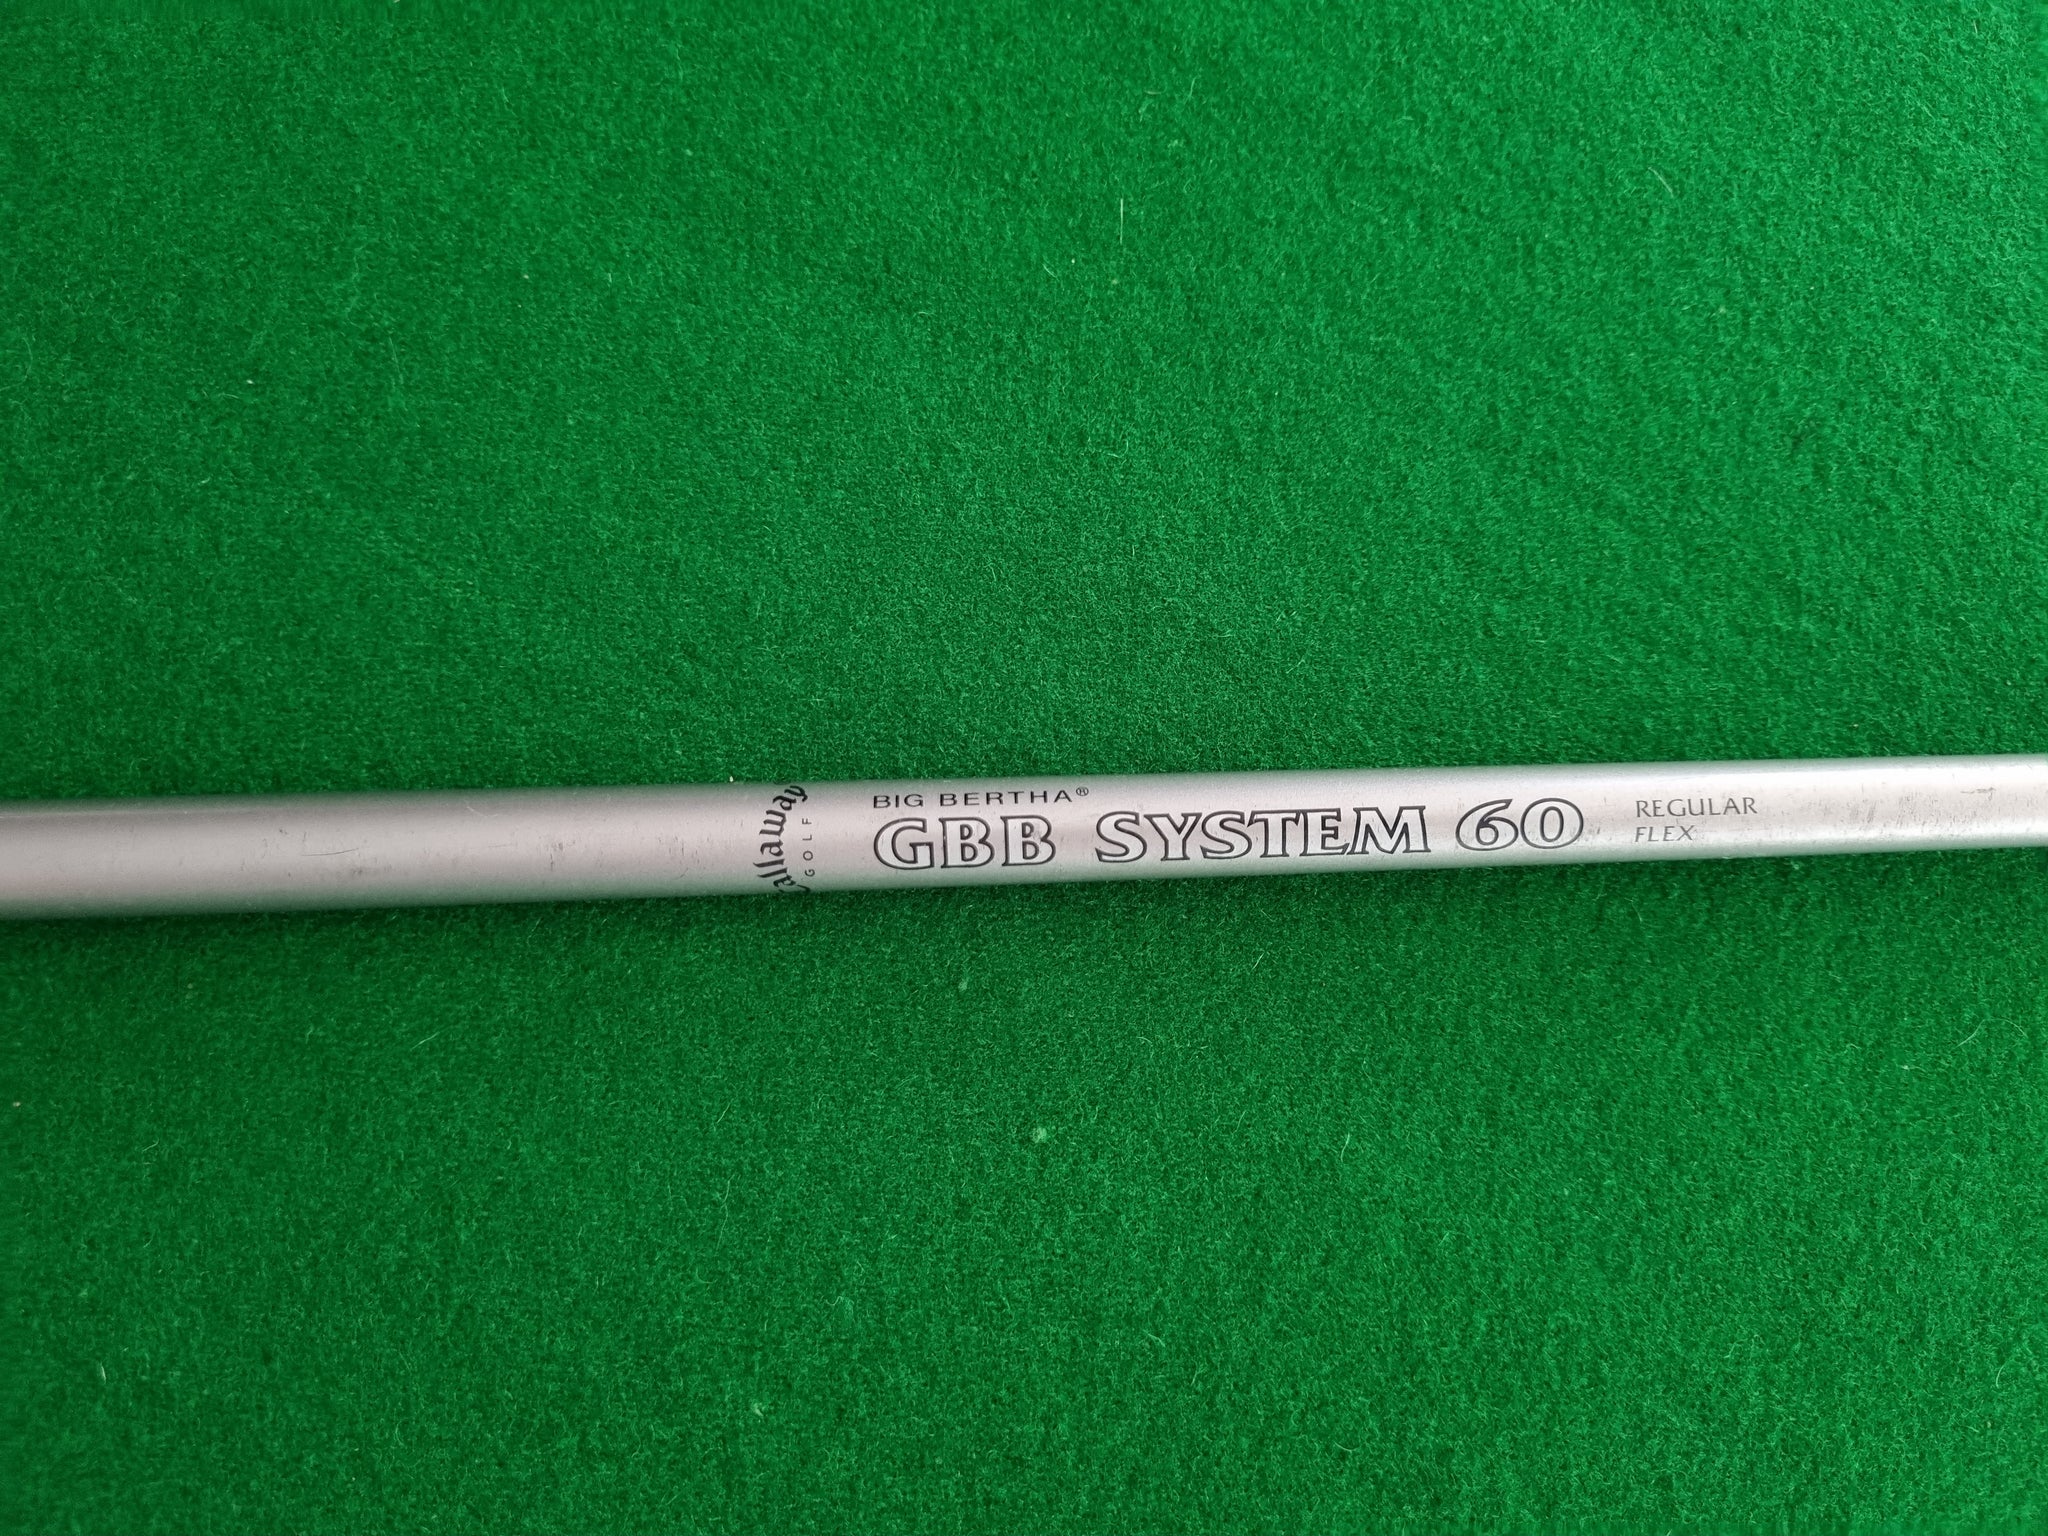 Callaway
GOLF
BIG BERTHA®
GBB SYSTEM 60
REGULAR
FLEX